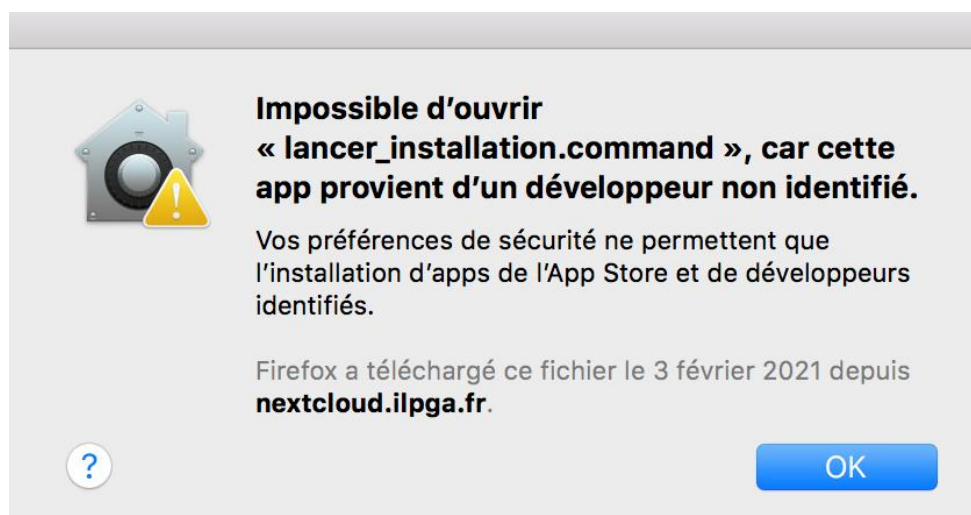 Impossible d’ouvrir
« lancer_installation.command », car cette
app provient d’un développeur non identifié.
Vos préférences de sécurité ne permettent que
l’installation d’apps de l’App Store et de développeurs
identifiés.
Firefox a téléchargé ce fichier le 3 février 2021 depuis
nextcloud.ilpga.fr.
?
OK